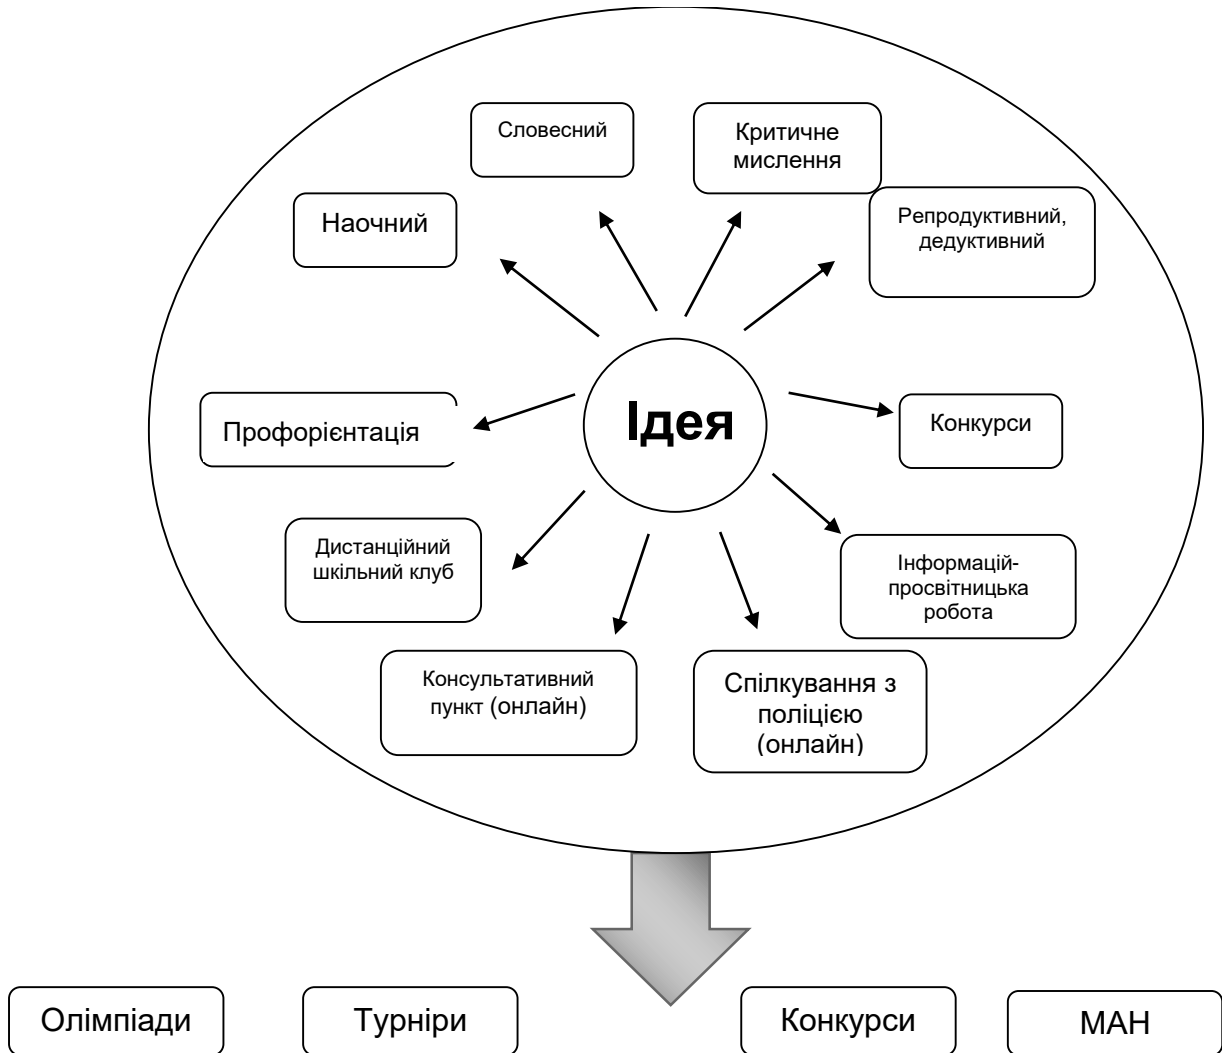 Словесний
Критичне
мислення
Наочний
Репродуктивний,
дедуктивний
Ідея
Профорієнтація
Конкурси
Дистанційний
шкільний клуб
Інформацій-
просвітницька
робота
Консультативний
пункт (онлайн)
Спілкування з
поліцією
(онлайн)
Олімпіади
Турніри
Конкурси
МАН